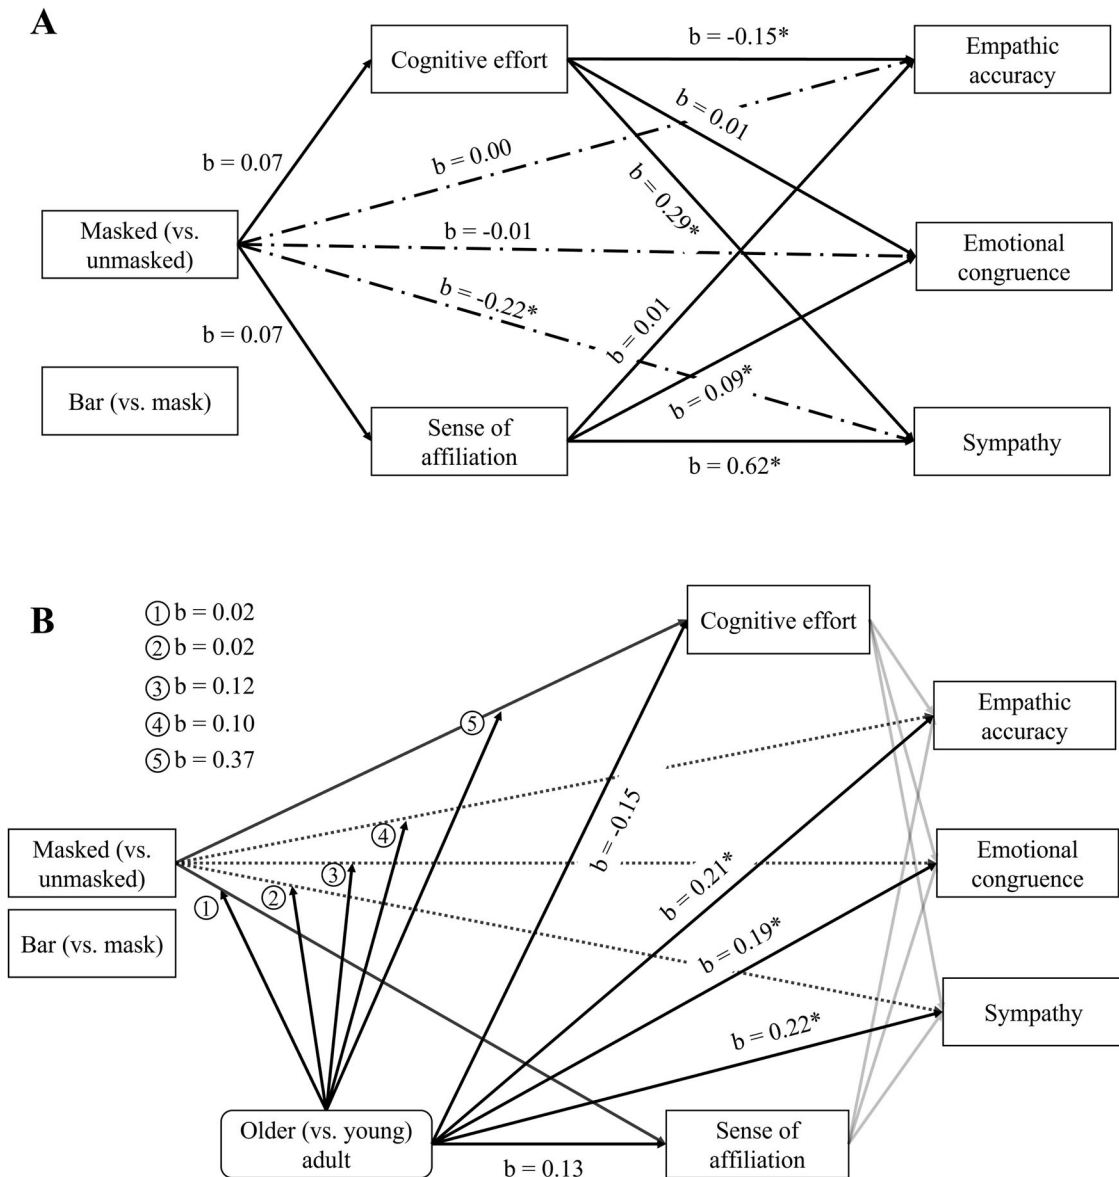 A
Cognitive effort
b = -0.15*
Empathic
accuracy
b = 0.01
b = 0.00
b = 0.07
b = 0.29*
Masked (vs.
unmasked)
b = -0.01
Emotional
congruence
b = -0.22*
b = 0.07
b = 0.01
Bar (vs. mask)
b = 0.09*
Sense of
affiliation
Sympathy
b = 0.62*
B
① b = 0.02
② b = 0.02
③ b = 0.12
④ b = 0.10
⑤ b = 0.37
Cognitive effort
Empathic
accuracy
⑤
b = -0.15
④
Masked (vs.
unmasked)
③
②
①
b = 0.21*
Emotional
congruence
b = 0.19*
Bar (vs. mask)
Sympathy
b = 0.22*
Older (vs. young)
adult
b = 0.13
Sense of
affiliation